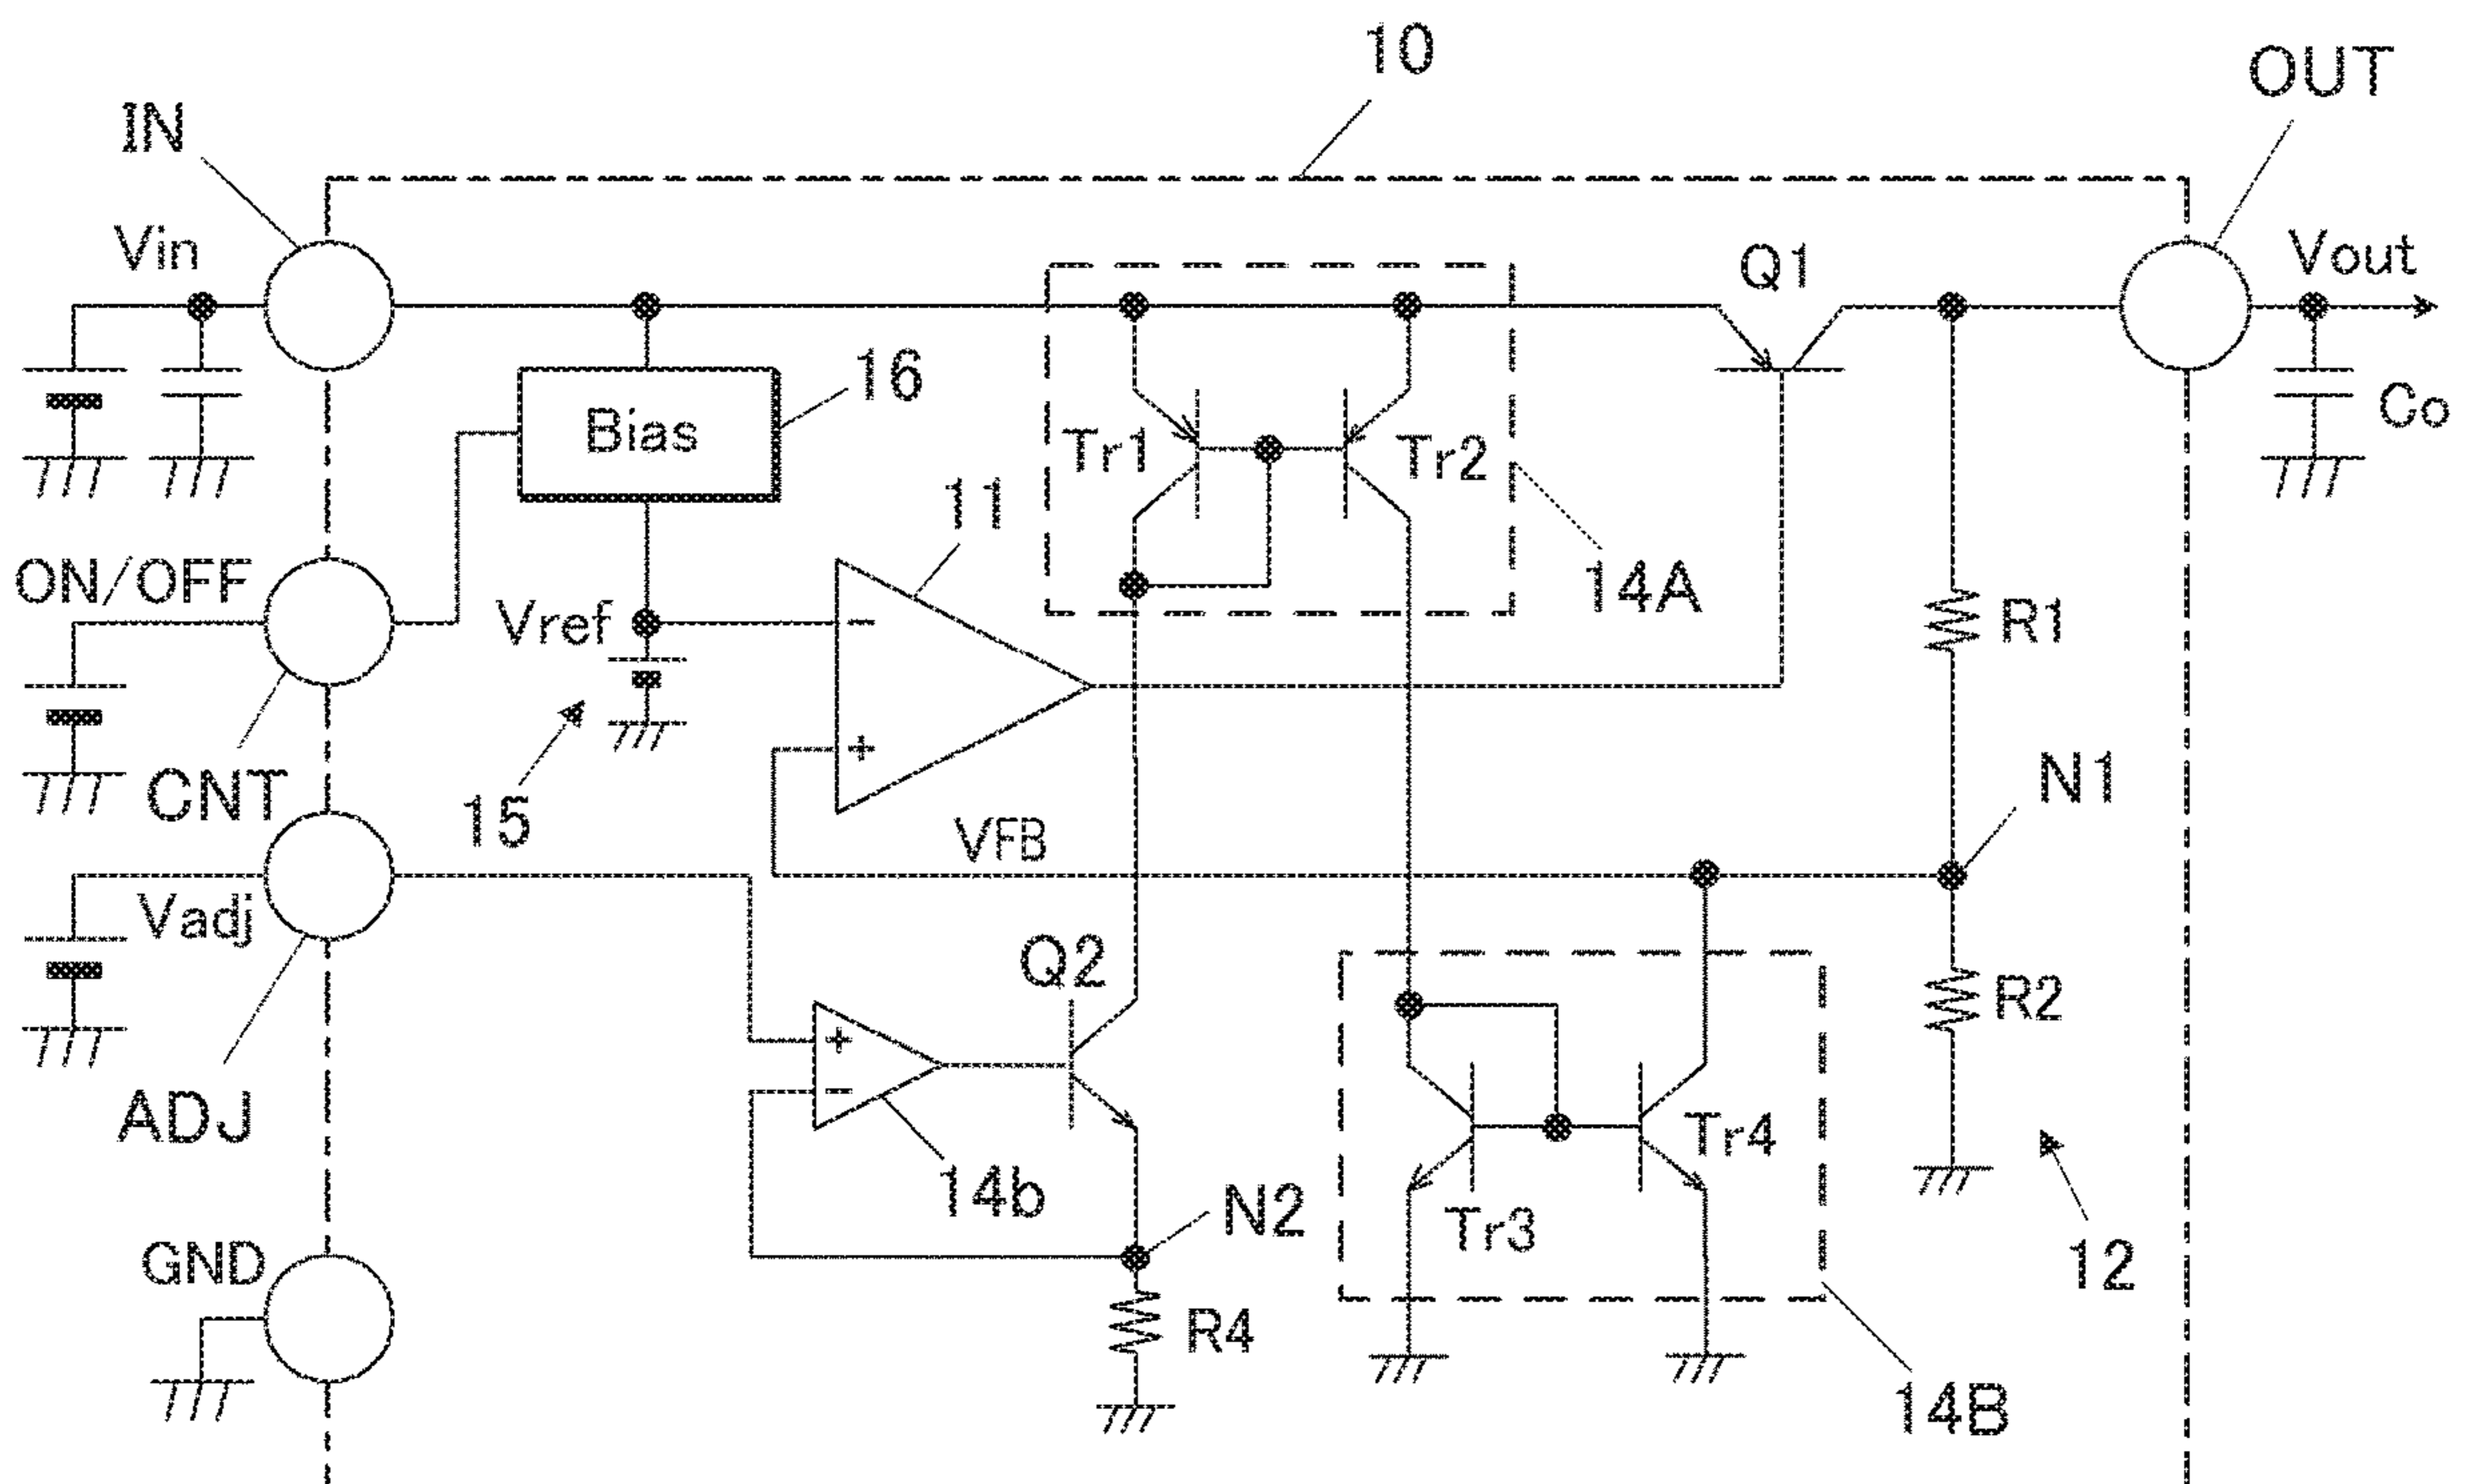 10
OUT
IN
Vin
Q1
Vout
16
Bias
Co
Tr1
Tr2
11
14A
ON/OFF
Vref
R1
-
+
CNT
15
N1
VFB
Vadj
Q2
R2
+
-
ADJ
Tr4
14b
N2
Tr3
12
GND
R4
14B